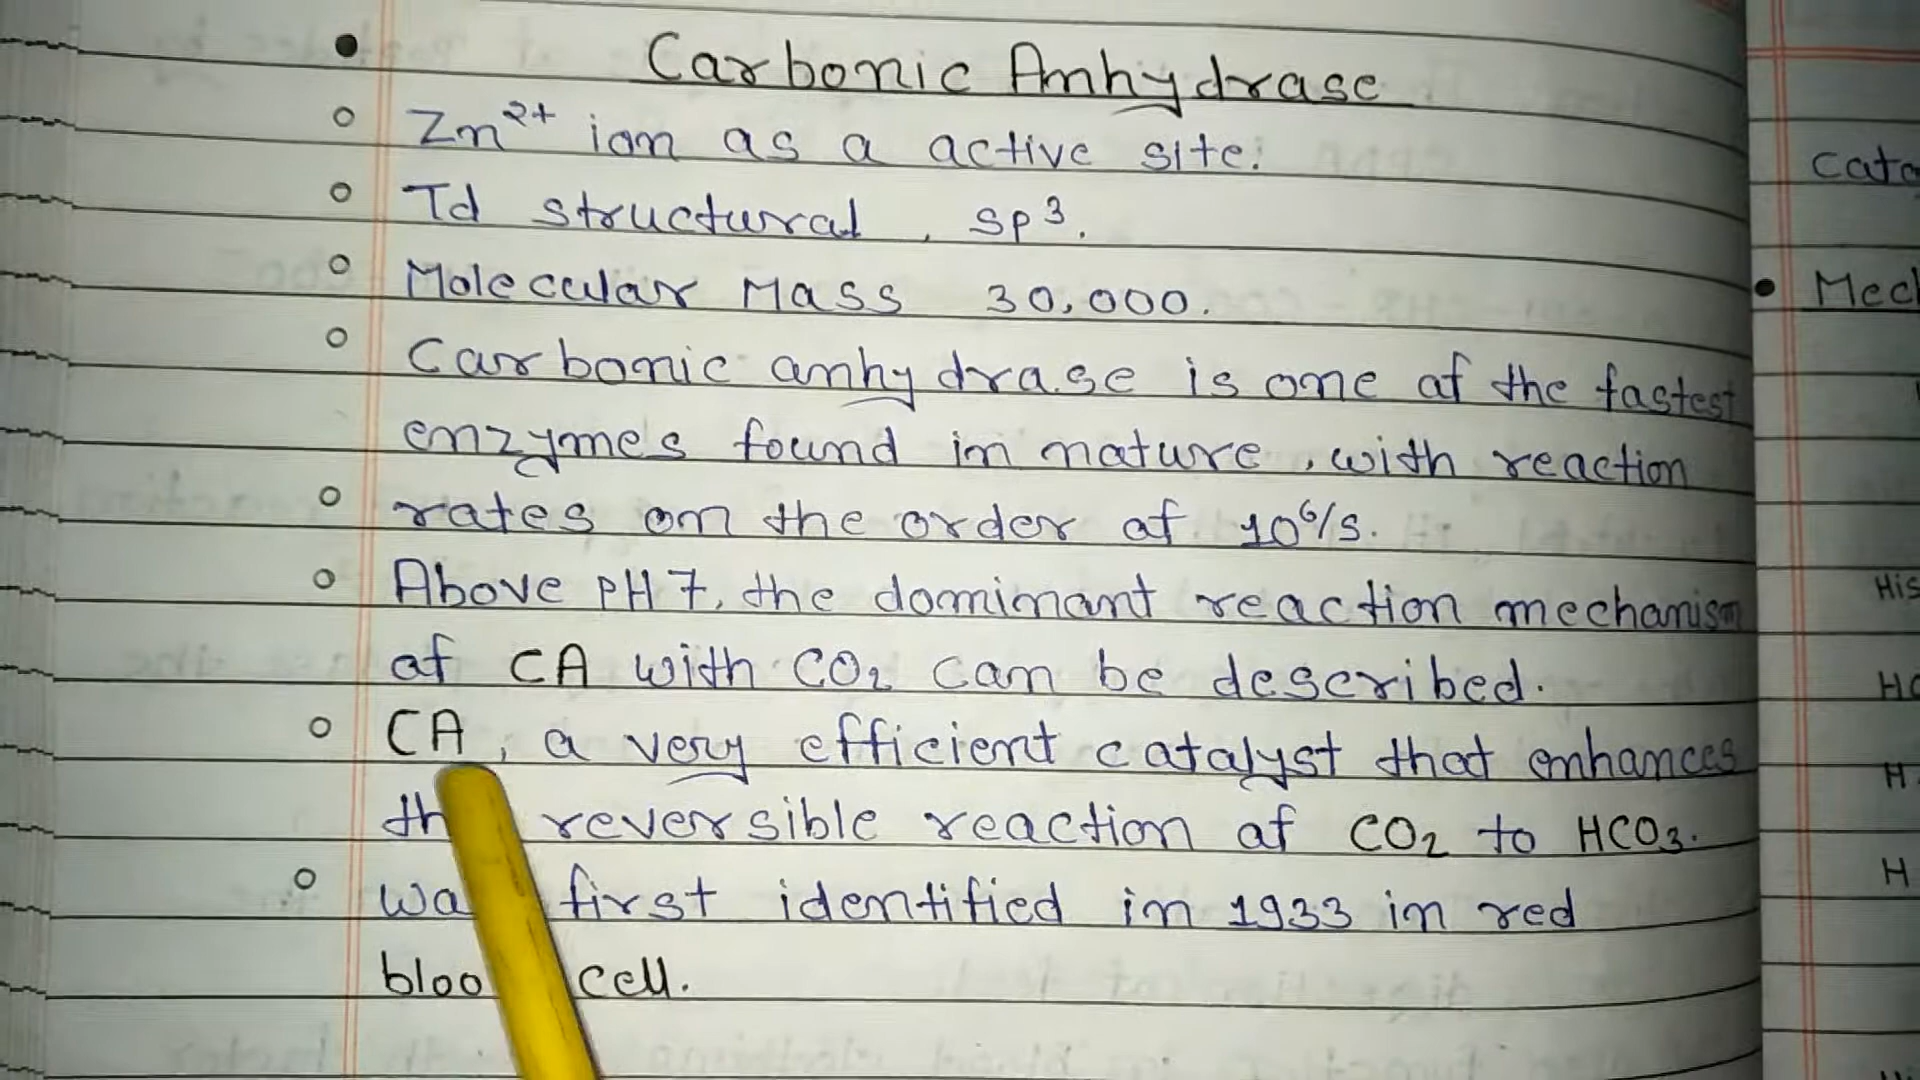 Carbonic Anhydrase
Zn²⁺ ion as a active site.
Td structural, sp³.
Molecular Mass 30,000.
Carbonic anhydrase is one of the fastest
enzymes found in nature, with reaction
rates on the order of 10⁶/s.
Above PH 7, the dominant reaction mechanism
of CA with CO₂ can be described.
CA, a very efficient catalyst that enhances
reversible reaction of CO₂ to HCO₃.
first identified in 1933 in red
cell.
Mec
His
H
H